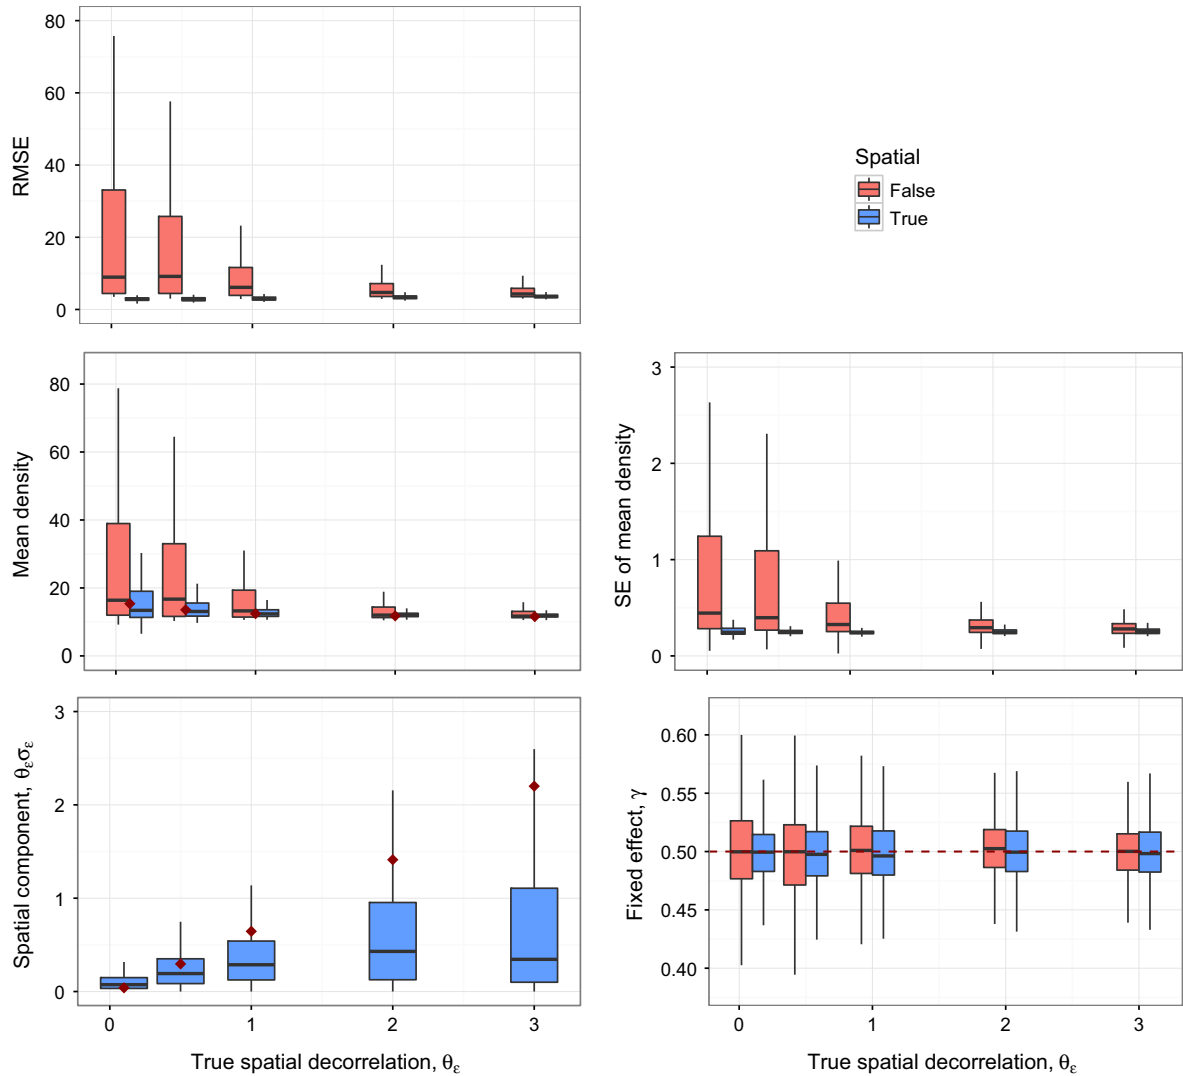 RMSE
80
60
40
20
0
Spatial
False
True
Mean density
80
60
40
20
0
SE of mean density
3
2
1
0
Spatial component, θεσε
3
2
1
0
0 1 2 3
True spatial decorrelation, θε
Fixed effect, γ
0.60
0.55
0.50
0.45
0.40
0 1 2 3
True spatial decorrelation, θε